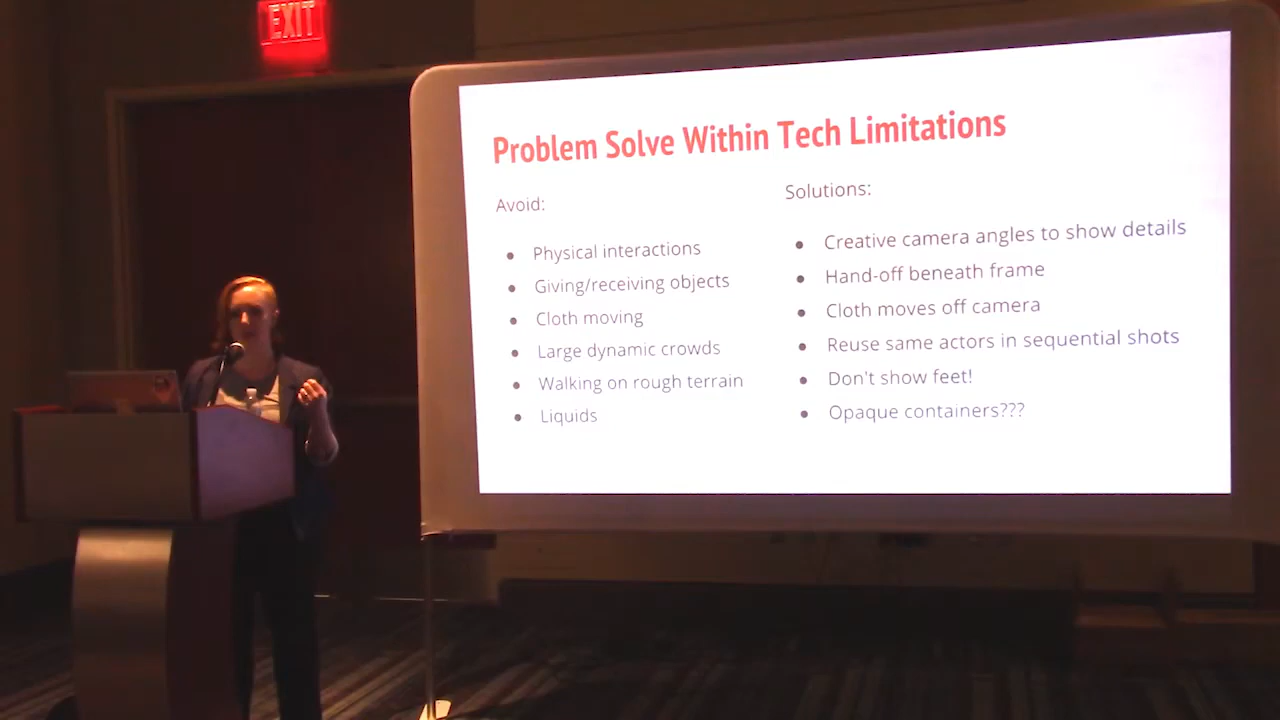 EXIT
Problem Solve Within Tech Limitations
Avoid:
• Physical interactions
• Giving/receiving objects
• Cloth moving
• Large dynamic crowds
• Walking on rough terrain
• Liquids
Solutions:
• Creative camera angles to show details
• Hand-off beneath frame
• Cloth moves off camera
• Reuse same actors in sequential shots
• Don't show feet!
• Opaque containers???